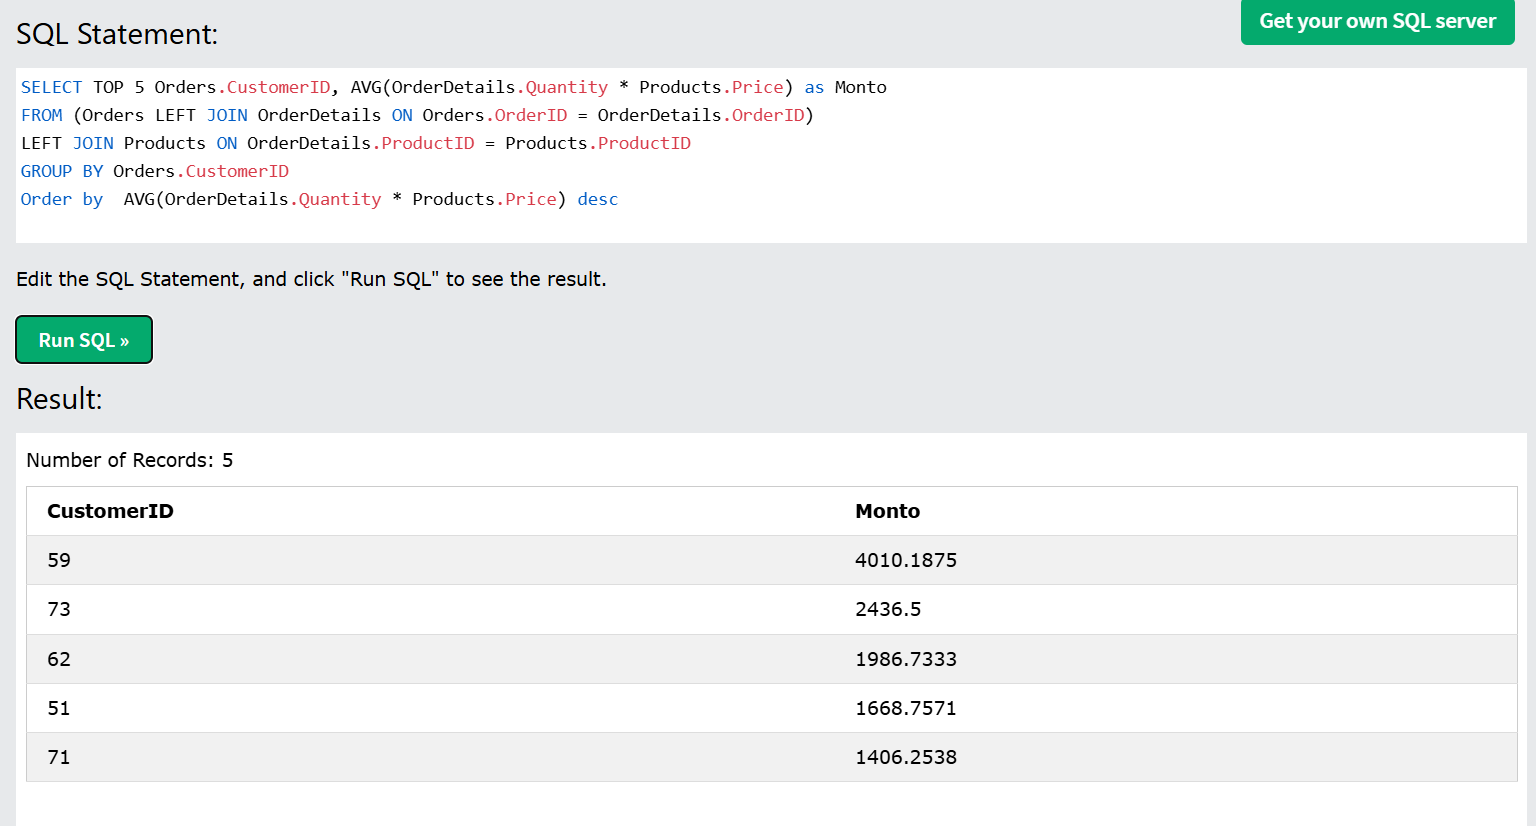 SQL Statement:
Get your own SQL server
SELECT TOP 5 Orders.CustomerID, AVG(OrderDetails.Quantity * Products.Price) as Monto
FROM (Orders LEFT JOIN OrderDetails ON Orders.OrderID = OrderDetails.OrderID)
LEFT JOIN Products ON OrderDetails.ProductID = Products.ProductID
GROUP BY Orders.CustomerID
Order by  AVG(OrderDetails.Quantity * Products.Price) desc
Edit the SQL Statement, and click "Run SQL" to see the result.
Run SQL »
Result:
Number of Records: 5
CustomerID Monto
59 4010.1875
73 2436.5
62 1986.7333
51 1668.7571
71 1406.2538